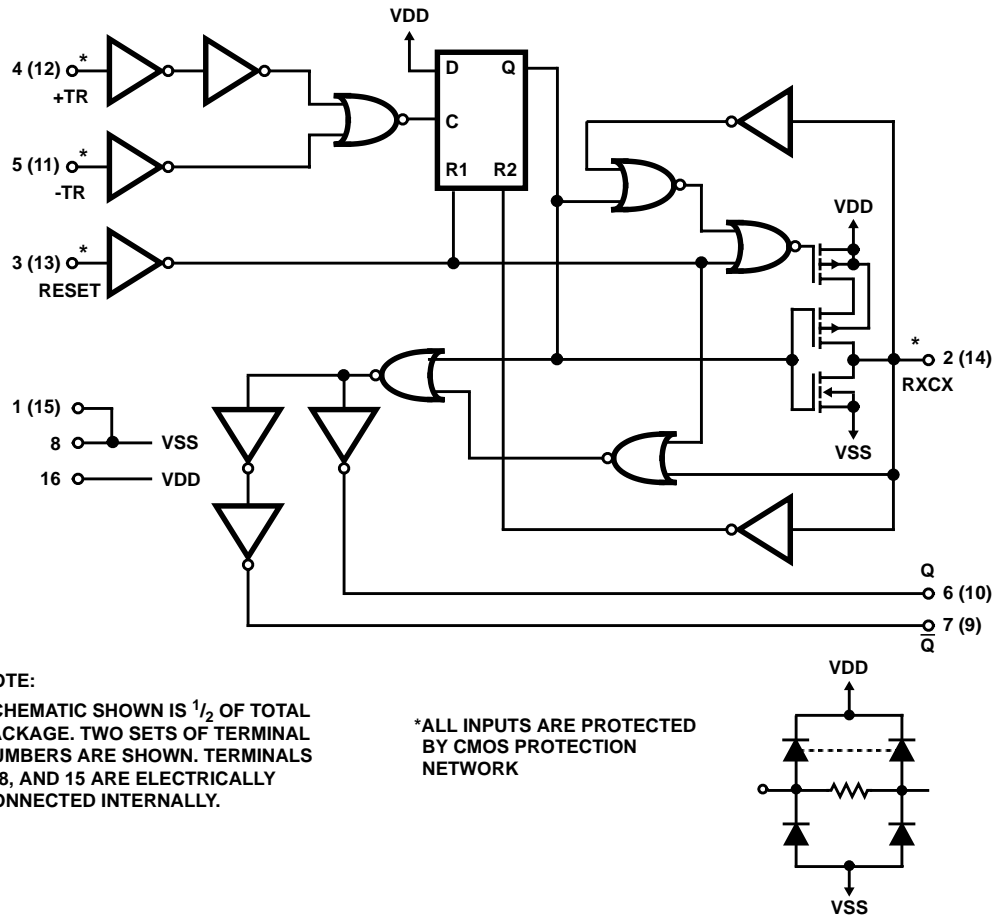 VDD
4 (12) *
+TR
D Q
C
5 (11) *
-TR
R1 R2
VDD
3 (13) *
RESET
*
2 (14)
RXCX
1 (15)
8 VSS
VSS
16 VDD
Q
6 (10)
7 (9)
Q
VDD
OTE:
CHEMATIC SHOWN IS 1/2 OF TOTAL
ACKAGE. TWO SETS OF TERMINAL
UMBERS ARE SHOWN. TERMINALS
8, AND 15 ARE ELECTRICALLY
ONNECTED INTERNALLY.
*ALL INPUTS ARE PROTECTED
BY CMOS PROTECTION
NETWORK
VSS